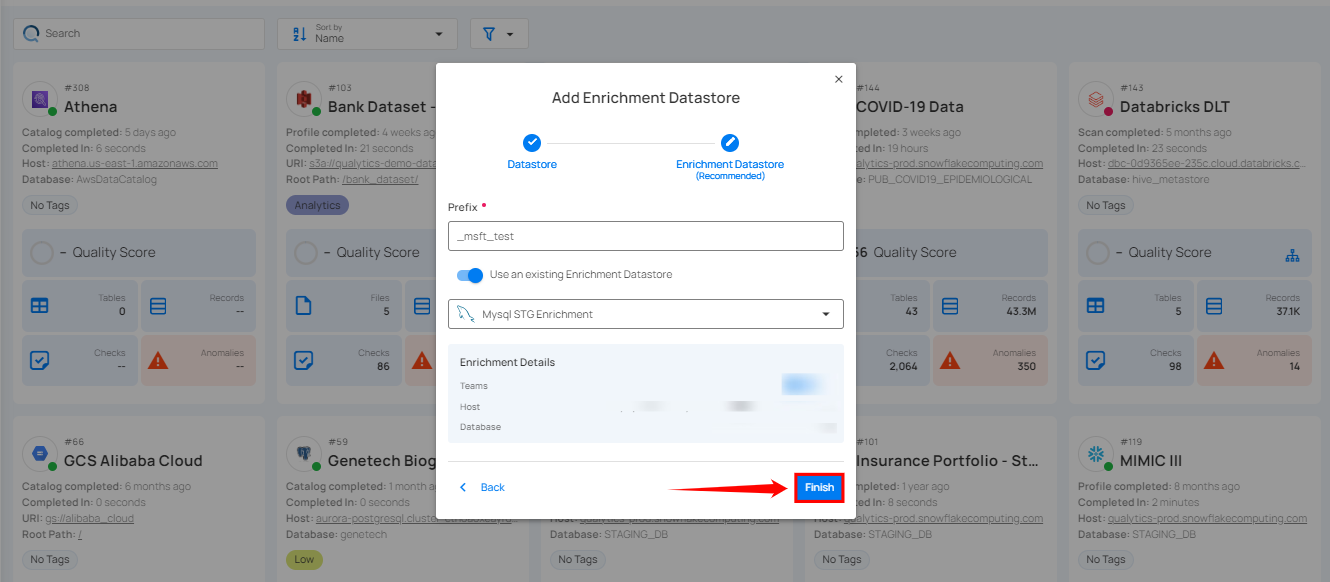 Search
Sort by
Name
Add Enrichment Datastore
Datastore
Enrichment Datastore
(Recommended)
Prefix •
_msft_test
Use an existing Enrichment Datastore
Mysql STG Enrichment
Enrichment Details
Teams
Host
Database
Back
Finish
#308
Athena
Catalog completed: 5 days ago
Completed In: 6 seconds
Host: athena.us-east-1.amazonaws.com
Database: AwsDataCatalog
No Tags
– Quality Score
Tables
0
Records
--
Checks
--
Anomalies
--
#103
Bank Dataset -
Profile completed: 4 weeks ago
Completed In: 21 seconds
URI: s3a://qualytics-demo-data
Root Path: /bank_dataset/
Analytics
– Quality Score
Files
5
Checks
86
#144
COVID-19 Data
mpleted: 3 weeks ago
d In: 19 hours
alytics-prod.snowflakecomputing.com
e: PUB_COVID19_EPIDEMIOLOGICAL
66 Quality Score
Tables
43
Records
43.3M
Checks
2,064
Anomalies
350
#143
Databricks DLT
Scan completed: 5 months ago
Completed In: 23 seconds
Host: dbc-0d9365ee-235c.cloud.databricks.c...
Database: hive_metastore
No Tags
– Quality Score
Tables
5
Records
37.1K
Checks
98
Anomalies
14
#66
GCS Alibaba Cloud
Catalog completed: 6 months ago
Completed In: 0 seconds
URI: gs://alibaba_cloud
Root Path: /
No Tags
#59
Genetech Biog
Catalog completed: 1 month ag
Completed In: 0 seconds
Host: aurora-postgresql.cluster
Database: genetech
Low
Host: qualytics-prod.snowflakecomputing.com
Database: STAGING_DB
No Tags
#101
Insurance Portfolio - St...
mpleted: 1 year ago
d In: 8 seconds
Host: qualytics-prod.snowflakecomputing.com
Database: STAGING_DB
No Tags
#119
MIMIC III
Profile completed: 8 months ago
Completed In: 2 minutes
Host: qualytics-prod.snowflakecomputing.com
Database: STAGING_DB
No Tags